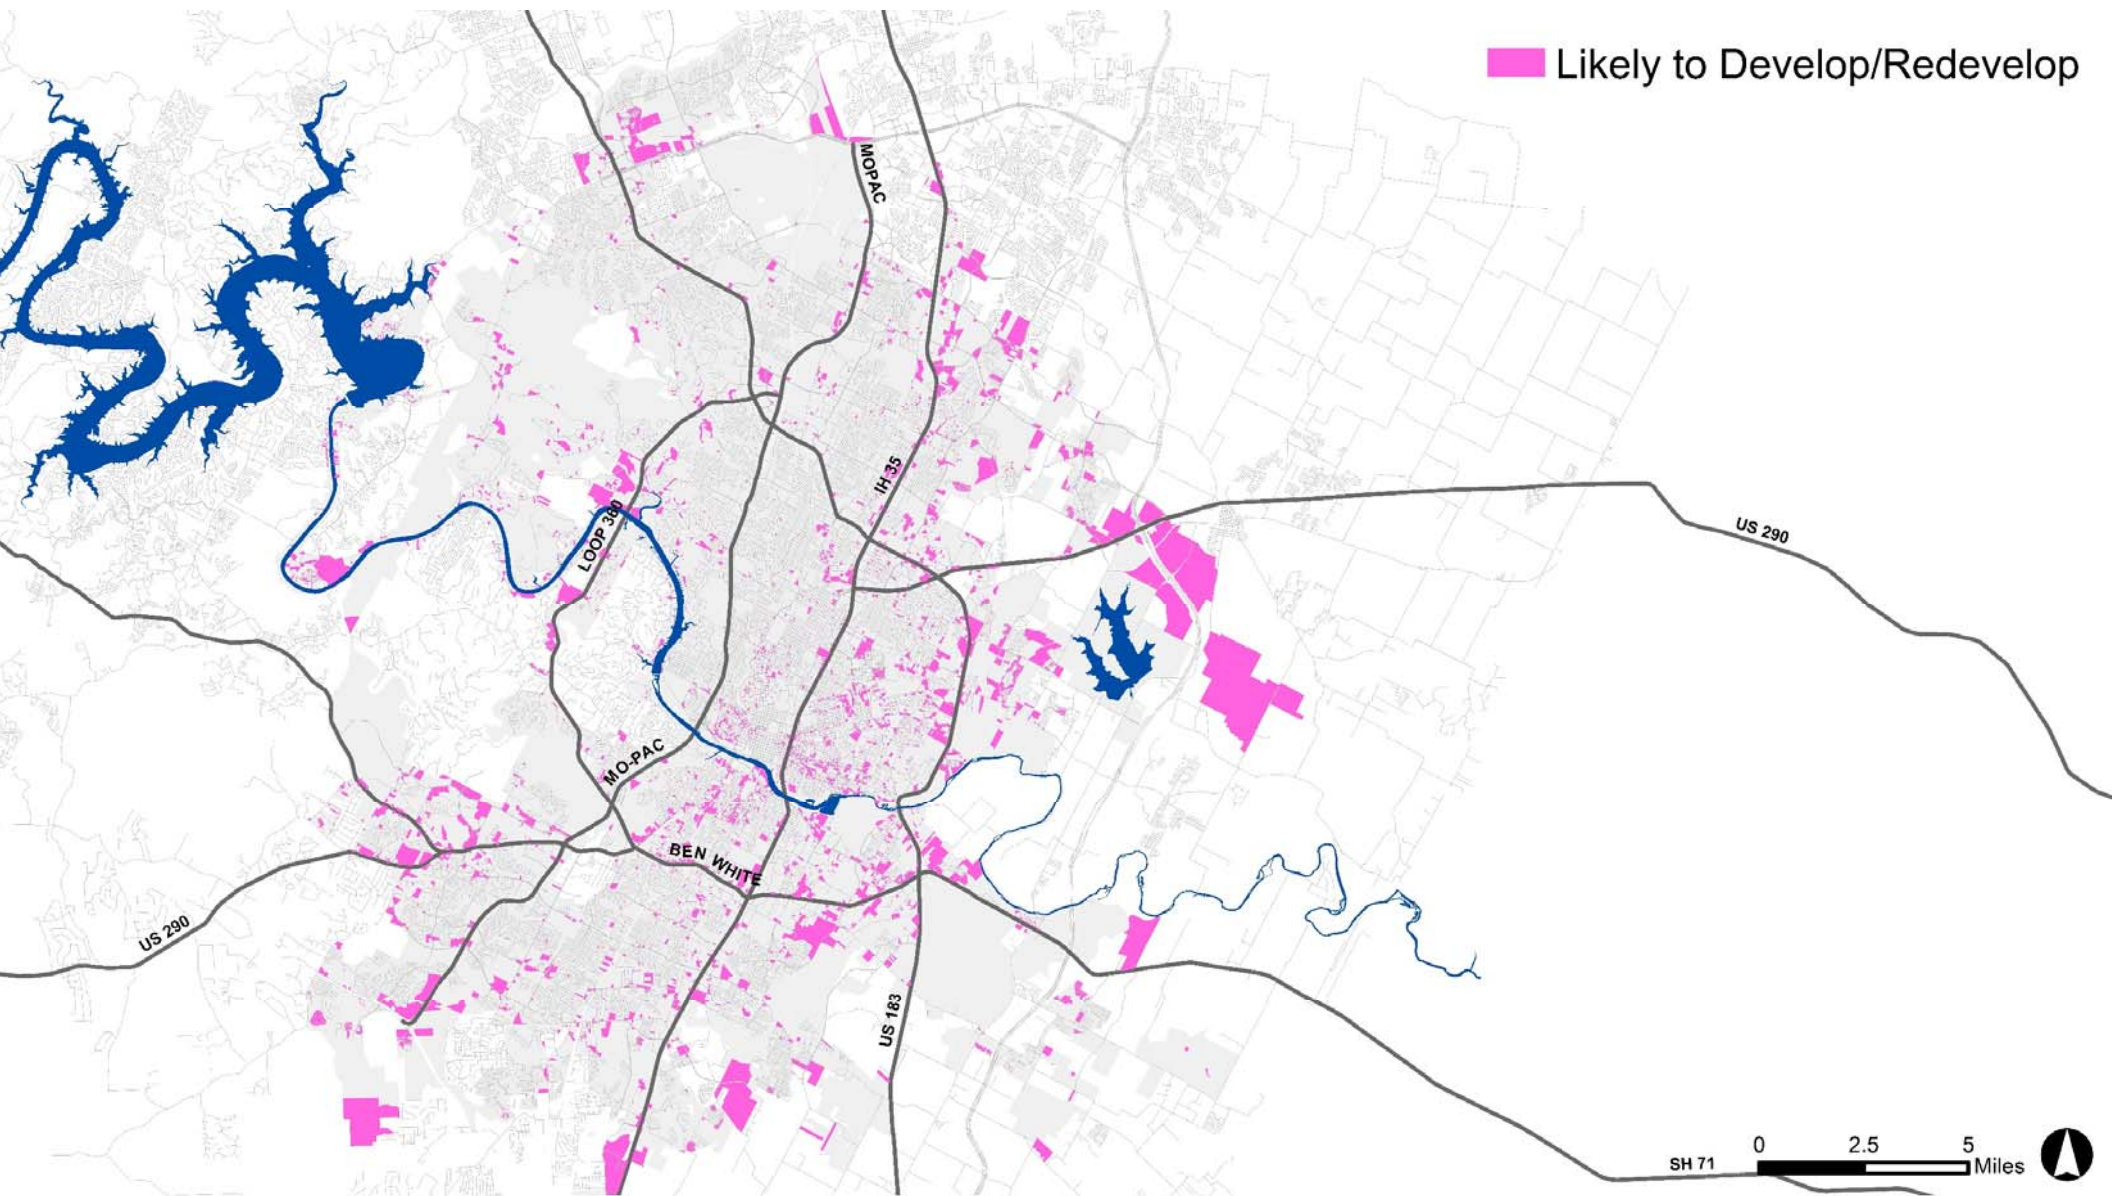 Likely to Develop/Redevelop
MOPAC
IH 35
LOOP 360
US 290
MO-PAC
BEN WHITE
US 290
US 183
0 2.5 5
SH 71
Miles